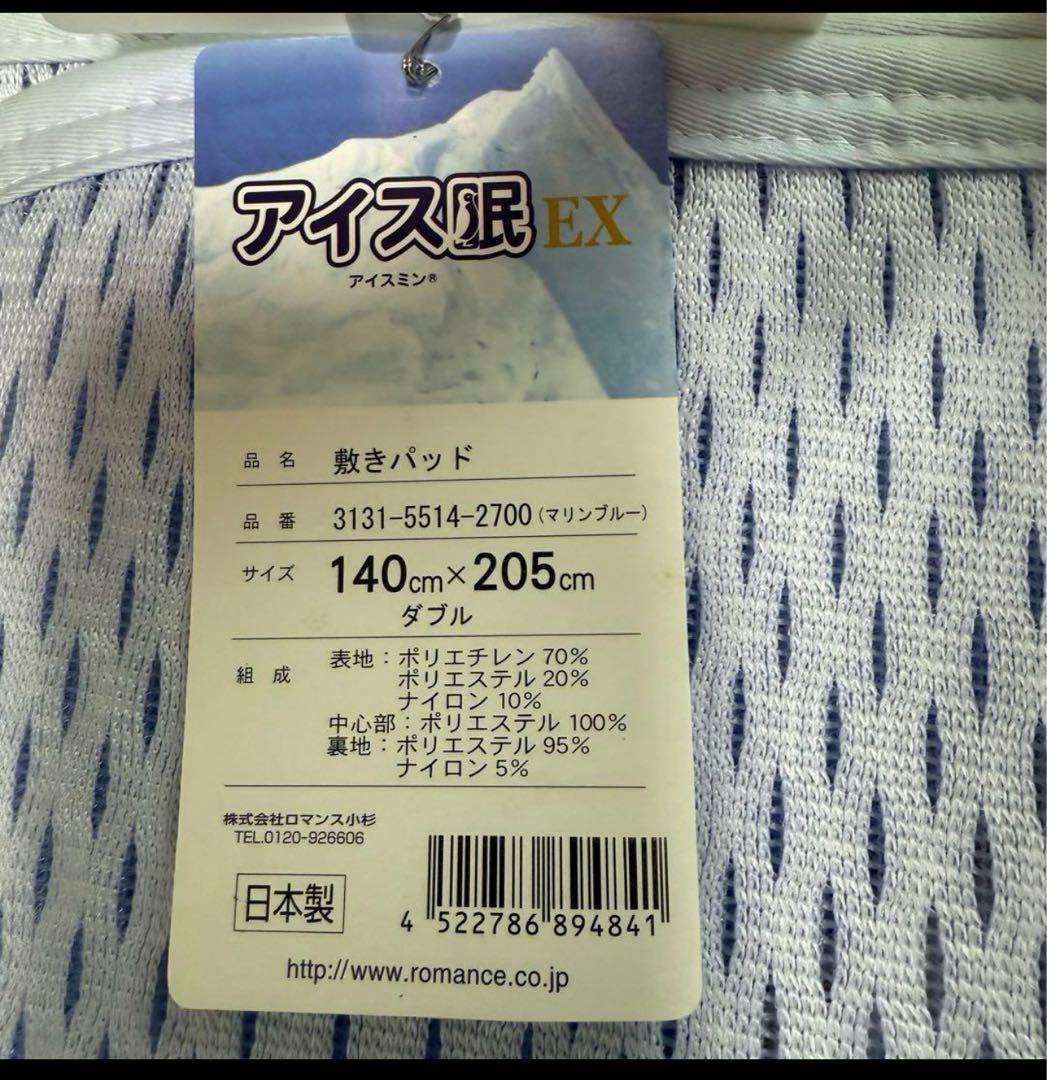 アイス眠EX
アイスミン®
品名 敷きパッド
品番 3131-5514-2700(マリンブルー)
サイズ 140cm×205cm
ダブル
組成 表地:ポリエチレン 70%
ポリエステル 20%
ナイロン 10%
中心部:ポリエステル 100%
裏地:ポリエステル 95%
ナイロン 5%
株式会社ロマンス小杉
TEL.0120-926606
日本製
4 522786 894841
http://www.romance.co.jp